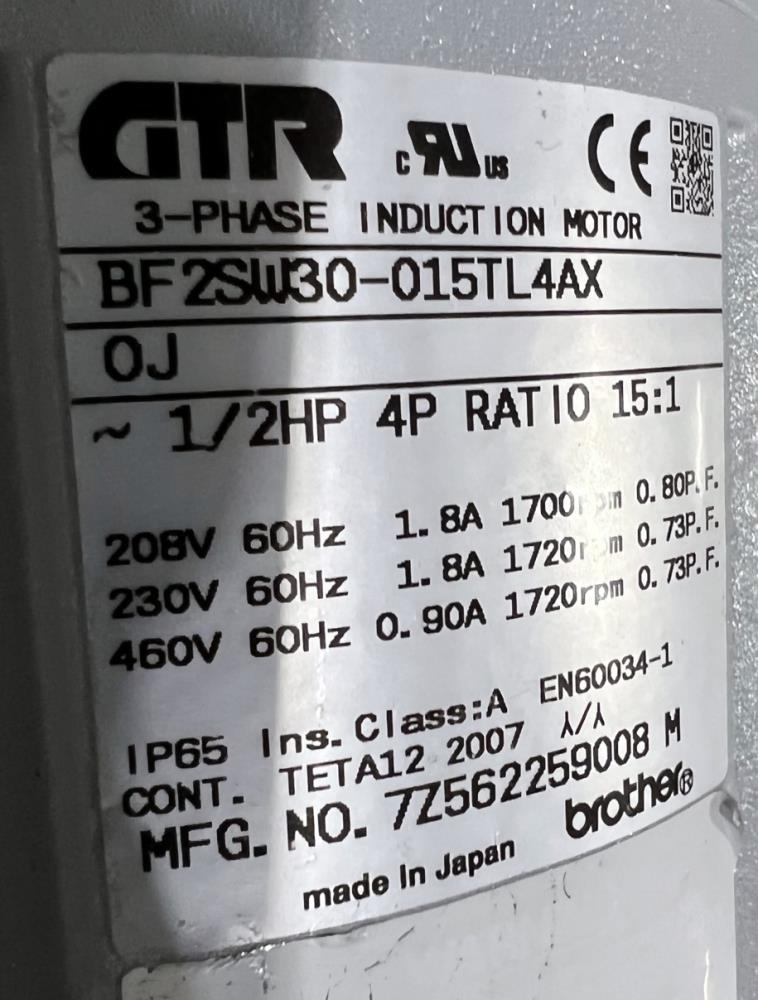 GTR c RU US CE
3-PHASE INDUCTION MOTOR
BF2SW30-015TL4AX
OJ
~ 1/2HP 4P RATIO 15:1
208V 60Hz 1.8A 1700rpm 0.80P.F.
230V 60Hz 1.8A 1720rpm 0.73P.F.
460V 60Hz 0.90A 1720rpm 0.73P.F.
IP65 Ins.Class:A EN60034-1
CONT. TETA12 2007 ⅄/⅄
MFG. NO. 7Z562259008 M
made in Japan brother®